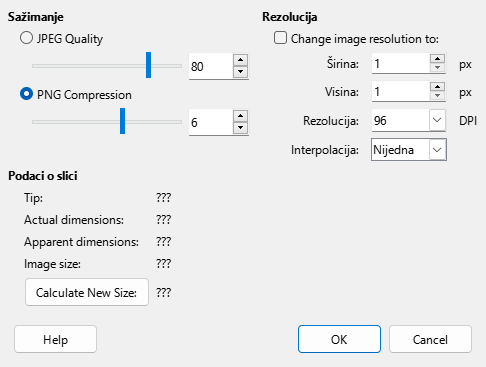 Sažimanje
JPEG Quality
80
PNG Compression
6
Rezolucija
Change image resolution to:
Širina: 1 px
Visina: 1 px
Rezolucija: 96 DPI
Interpolacija: Nijedna
Podaci o slici
Tip: ???
Actual dimensions: ???
Apparent dimensions: ???
Image size: ???
Calculate New Size: ???
Help
OK
Cancel